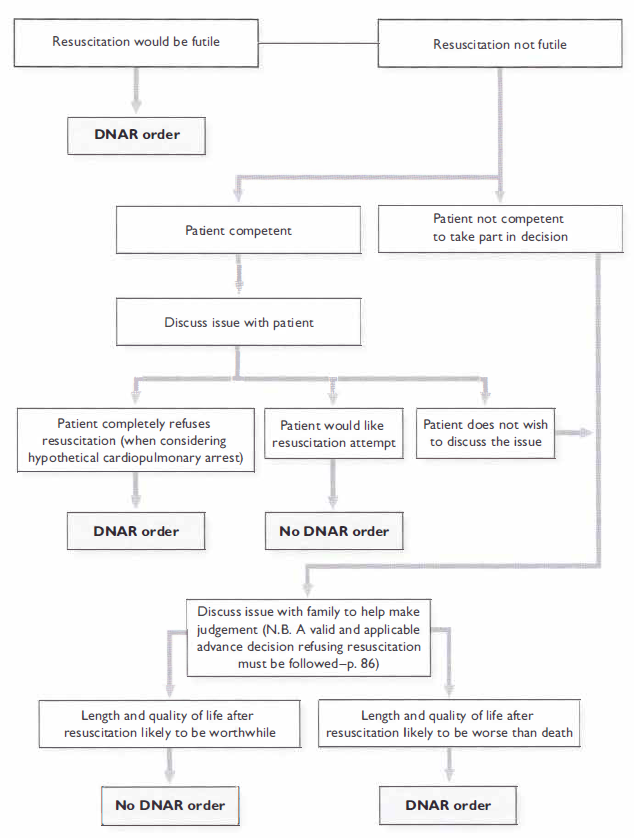 Resuscitation would be futile
Resuscitation not futile
DNAR order
Patient competent
Patient not competent
to take part in decision
Discuss issue with patient
Patient completely refuses
resuscitation (when considering
hypothetical cardiopulmonary arrest)
Patient would like
resuscitation attempt
Patient does not wish
to discuss the issue
DNAR order
No DNAR order
Discuss issue with family to help make
judgement (N.B. A valid and applicable
advance decision refusing resuscitation
must be followed–p. 86)
Length and quality of life after
resuscitation likely to be worthwhile
Length and quality of life after
resuscitation likely to be worse than death
No DNAR order
DNAR order